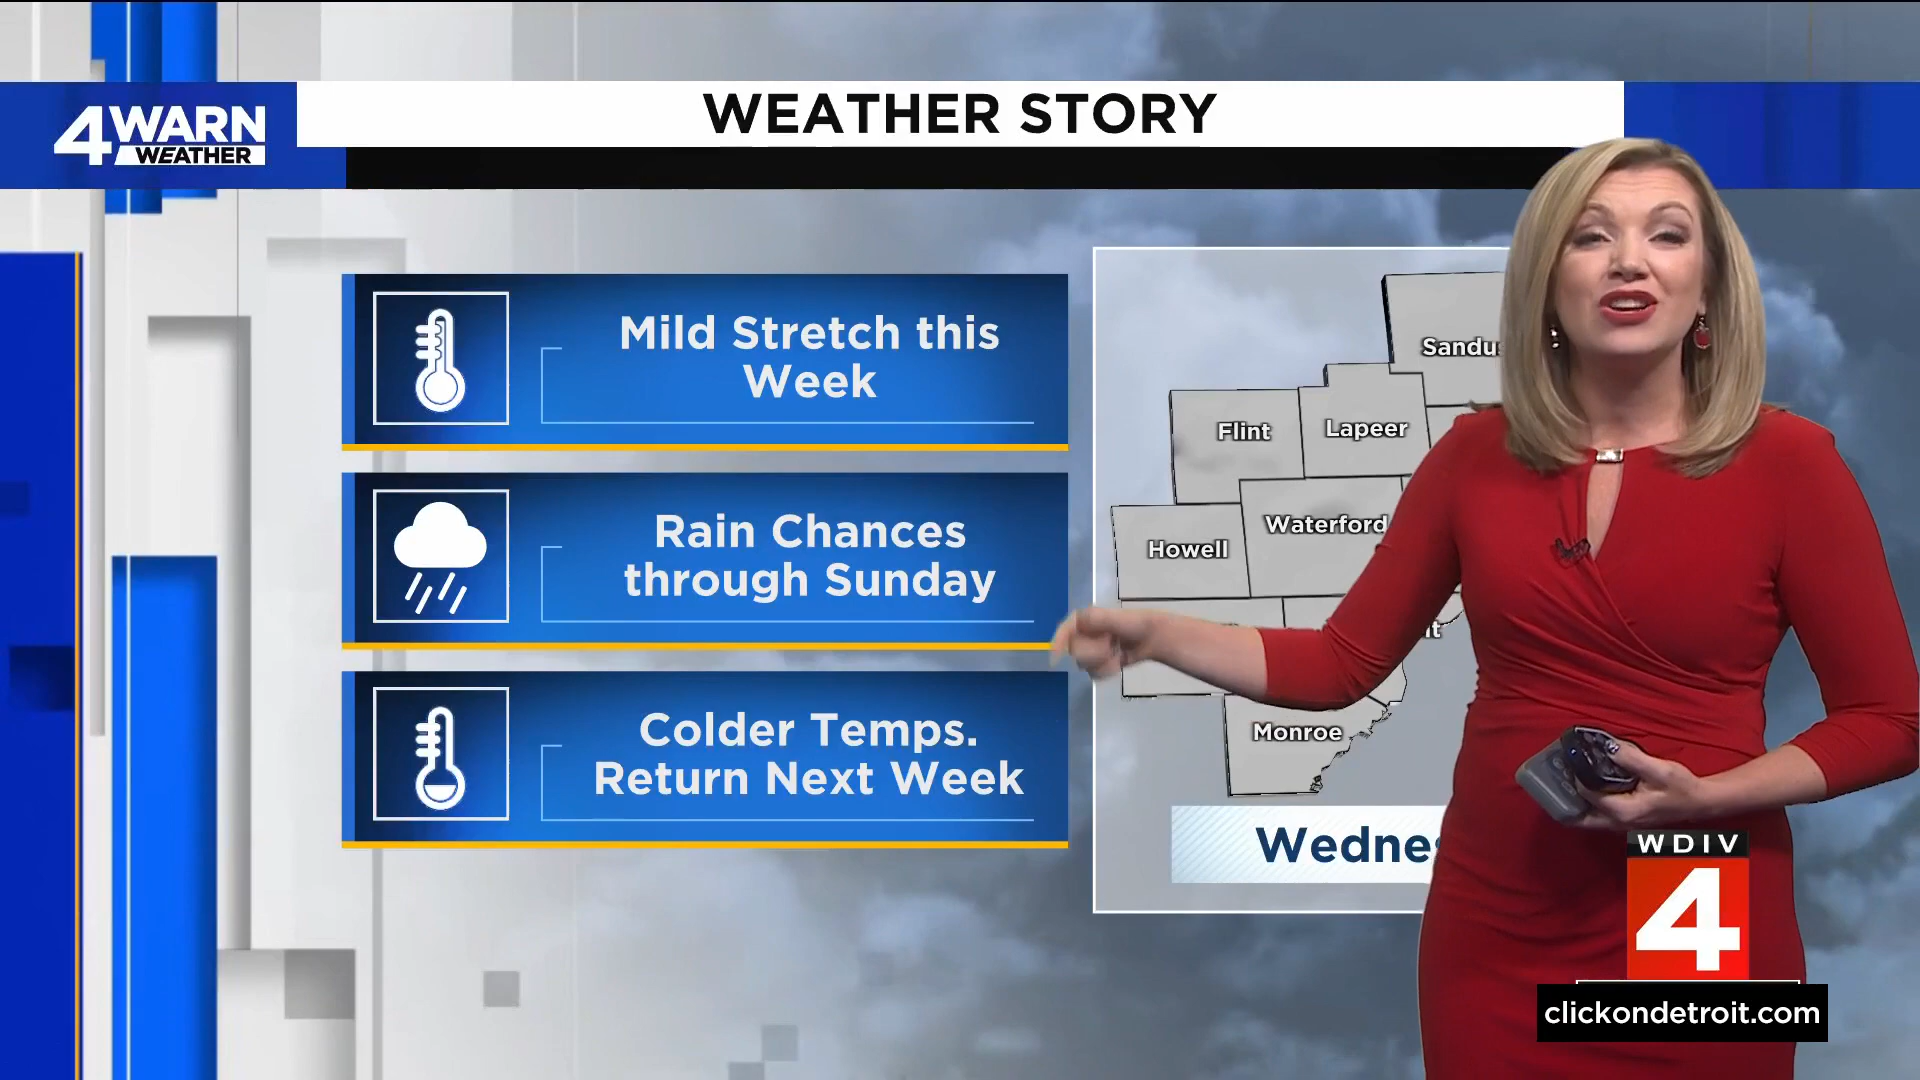 WEATHER STORY
4WARN
WEATHER
Mild Stretch this
Week
Rain Chances
through Sunday
Colder Temps.
Return Next Week
Flint
Lapeer
Waterford
Howell
Monroe
WDIV
4
clickondetroit.com